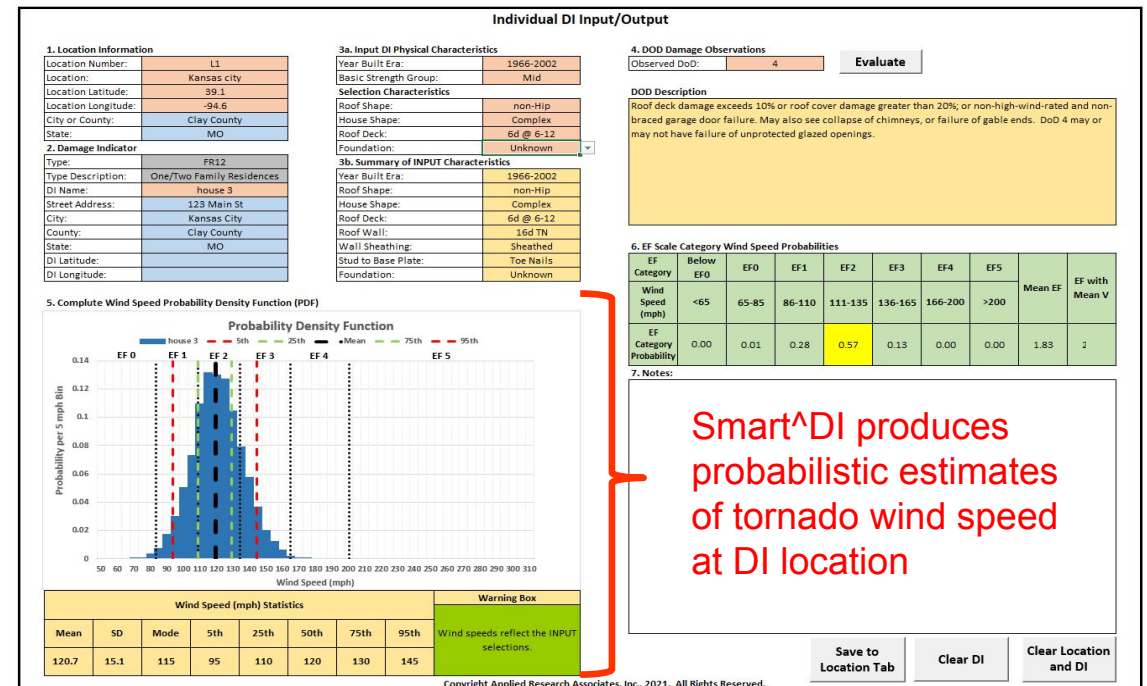 Individual DI Input/Output
1. Location Information
Location Number: L1
Location: Kansas city
Location Latitude: 39.1
Location Longitude: -94.6
City or County: Clay County
State: MO
2. Damage Indicator
Type: FR12
Type Description: One/Two Family Residences
DI Name: house 3
Street Address: 123 Main St
City: Kansas City
County: Clay County
State: MO
DI Latitude:
DI Longitude:
3a. Input DI Physical Characteristics
Year Built Era: 1966-2002
Basic Strength Group: Mid
Selection Characteristics
Roof Shape: non-Hip
House Shape: Complex
Roof Deck: 6d @ 6-12
Foundation: Unknown
3b. Summary of INPUT Characteristics
Year Built Era: 1966-2002
Roof Shape: non-Hip
House Shape: Complex
Roof Deck: 6d @ 6-12
Roof Wall: 16d TN
Wall Sheathing: Sheathed
Stud to Base Plate: Toe Nails
Foundation: Unknown
4. DOD Damage Observations
Observed DoD: 4
Evaluate
DOD Description
Roof deck damage exceeds 10% or roof cover damage greater than 20%; or non-high-wind-rated and non-
braced garage door failure. May also see collapse of chimneys, or failure of gable ends. DoD 4 may or
may not have failure of unprotected glazed openings.
5. Complute Wind Speed Probability Density Function (PDF)
Probability Density Function
house 3 5th 25th Mean 75th 95th
EF 0 EF 1 EF 2 EF 3 EF 4 EF 5
Probability per 5 mph Bin
0.14
0.12
0.1
0.08
0.06
0.04
0.02
0
50 60 70 80 90 100 110 120 130 140 150 160 170 180 190 200 210 220 230 240 250 260 270 280 290 300 310
Wind Speed (mph)
Wind Speed (mph) Statistics
Mean SD Mode 5th 25th 50th 75th 95th
120.7 15.1 115 95 110 120 130 145
Warning Box
Wind speeds reflect the INPUT
selections.
6. EF Scale Category Wind Speed Probabilities
EF Category Below EF0 EF0 EF1 EF2 EF3 EF4 EF5 Mean EF EF with Mean V
Wind Speed (mph) <65 65-85 86-110 111-135 136-165 166-200 >200
EF Category Probability 0.00 0.01 0.28 0.57 0.13 0.00 0.00 1.83 2
7. Notes:
Smart^DI produces
probabilistic estimates
of tornado wind speed
at DI location
Save to
Location Tab
Clear DI
Clear Location
and DI
Copyright Applied Research Associates, Inc., 2021. All Rights Reserved.